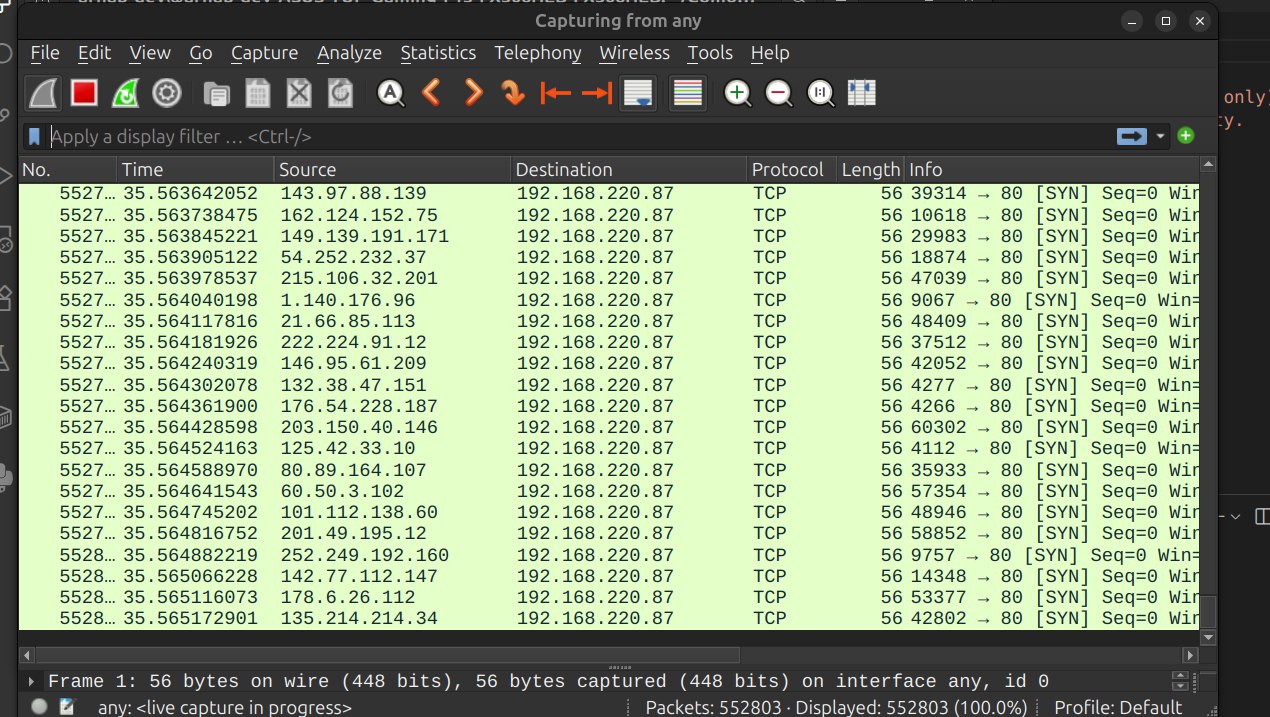 Capturing from any
File Edit View Go Capture Analyze Statistics Telephony Wireless Tools Help
only)
Apply a display filter … <Ctrl-/>
ty.
No. Time Source Destination Protocol Length Info
5527… 35.563642052 143.97.88.139 192.168.220.87 TCP 56 39314 → 80 [SYN] Seq=0 Win
5527… 35.563738475 162.124.152.75 192.168.220.87 TCP 56 10618 → 80 [SYN] Seq=0 Win
5527… 35.563845221 149.139.191.171 192.168.220.87 TCP 56 29983 → 80 [SYN] Seq=0 Win
5527… 35.563905122 54.252.232.37 192.168.220.87 TCP 56 18874 → 80 [SYN] Seq=0 Win
5527… 35.563978537 215.106.32.201 192.168.220.87 TCP 56 47039 → 80 [SYN] Seq=0 Win
5527… 35.564040198 1.140.176.96 192.168.220.87 TCP 56 9067 → 80 [SYN] Seq=0 Win=
5527… 35.564117816 21.66.85.113 192.168.220.87 TCP 56 48409 → 80 [SYN] Seq=0 Win
5527… 35.564181926 222.224.91.12 192.168.220.87 TCP 56 37512 → 80 [SYN] Seq=0 Win
5527… 35.564240319 146.95.61.209 192.168.220.87 TCP 56 42052 → 80 [SYN] Seq=0 Win
5527… 35.564302078 132.38.47.151 192.168.220.87 TCP 56 4277 → 80 [SYN] Seq=0 Win=
5527… 35.564361900 176.54.228.187 192.168.220.87 TCP 56 4266 → 80 [SYN] Seq=0 Win=
5527… 35.564428598 203.150.40.146 192.168.220.87 TCP 56 60302 → 80 [SYN] Seq=0 Win
5527… 35.564524163 125.42.33.10 192.168.220.87 TCP 56 4112 → 80 [SYN] Seq=0 Win=
5527… 35.564588970 80.89.164.107 192.168.220.87 TCP 56 35933 → 80 [SYN] Seq=0 Win
5527… 35.564641543 60.50.3.102 192.168.220.87 TCP 56 57354 → 80 [SYN] Seq=0 Win
5527… 35.564745202 101.112.138.60 192.168.220.87 TCP 56 48946 → 80 [SYN] Seq=0 Win
5527… 35.564816752 201.49.195.12 192.168.220.87 TCP 56 58852 → 80 [SYN] Seq=0 Win
5528… 35.564882219 252.249.192.160 192.168.220.87 TCP 56 9757 → 80 [SYN] Seq=0 Win=
5528… 35.565066228 142.77.112.147 192.168.220.87 TCP 56 14348 → 80 [SYN] Seq=0 Win
5528… 35.565116073 178.6.26.112 192.168.220.87 TCP 56 53377 → 80 [SYN] Seq=0 Win
5528… 35.565172901 135.214.214.34 192.168.220.87 TCP 56 42802 → 80 [SYN] Seq=0 Win
Frame 1: 56 bytes on wire (448 bits), 56 bytes captured (448 bits) on interface any, id 0
any: <live capture in progress> Packets: 552803 · Displayed: 552803 (100.0%) Profile: Default